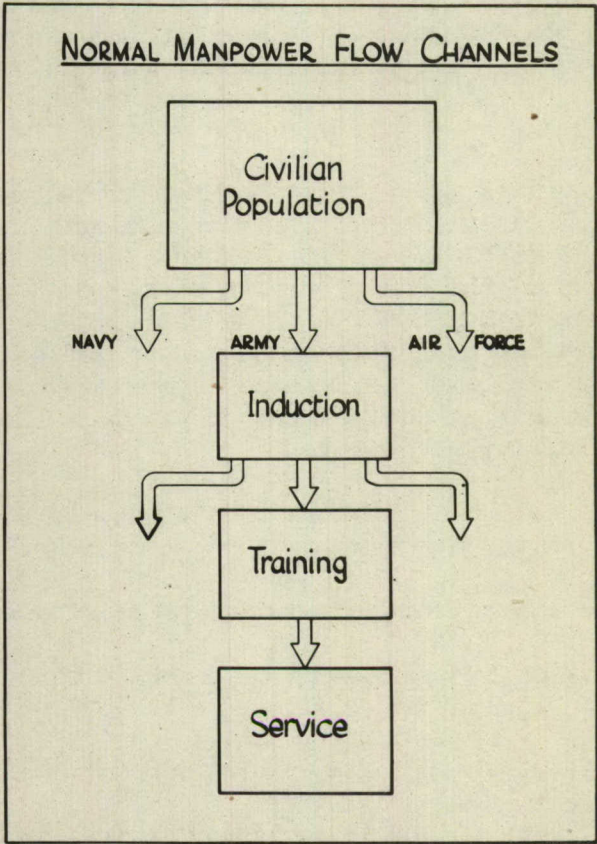 NORMAL MANPOWER FLOW CHANNELS
Civilian
Population
NAVY ARMY AIR FORCE
Induction
Training
Service